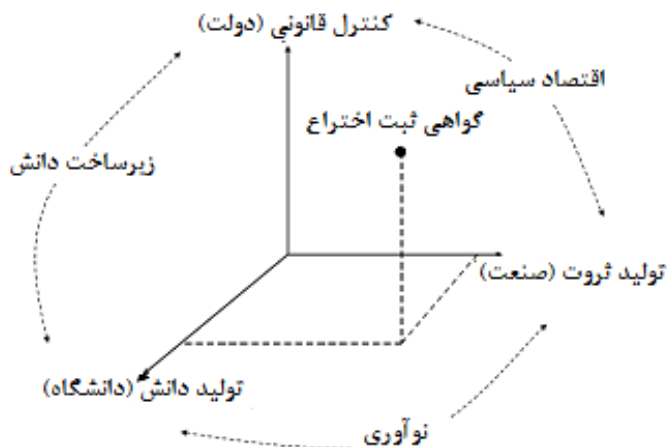 کنترل قانونی (دولت)
اقتصاد سیاسی
گواهی ثبت اختراع
زیرساخت دانش
تولید ثروت (صنعت)
تولید دانش (دانشگاه)
نوآوری